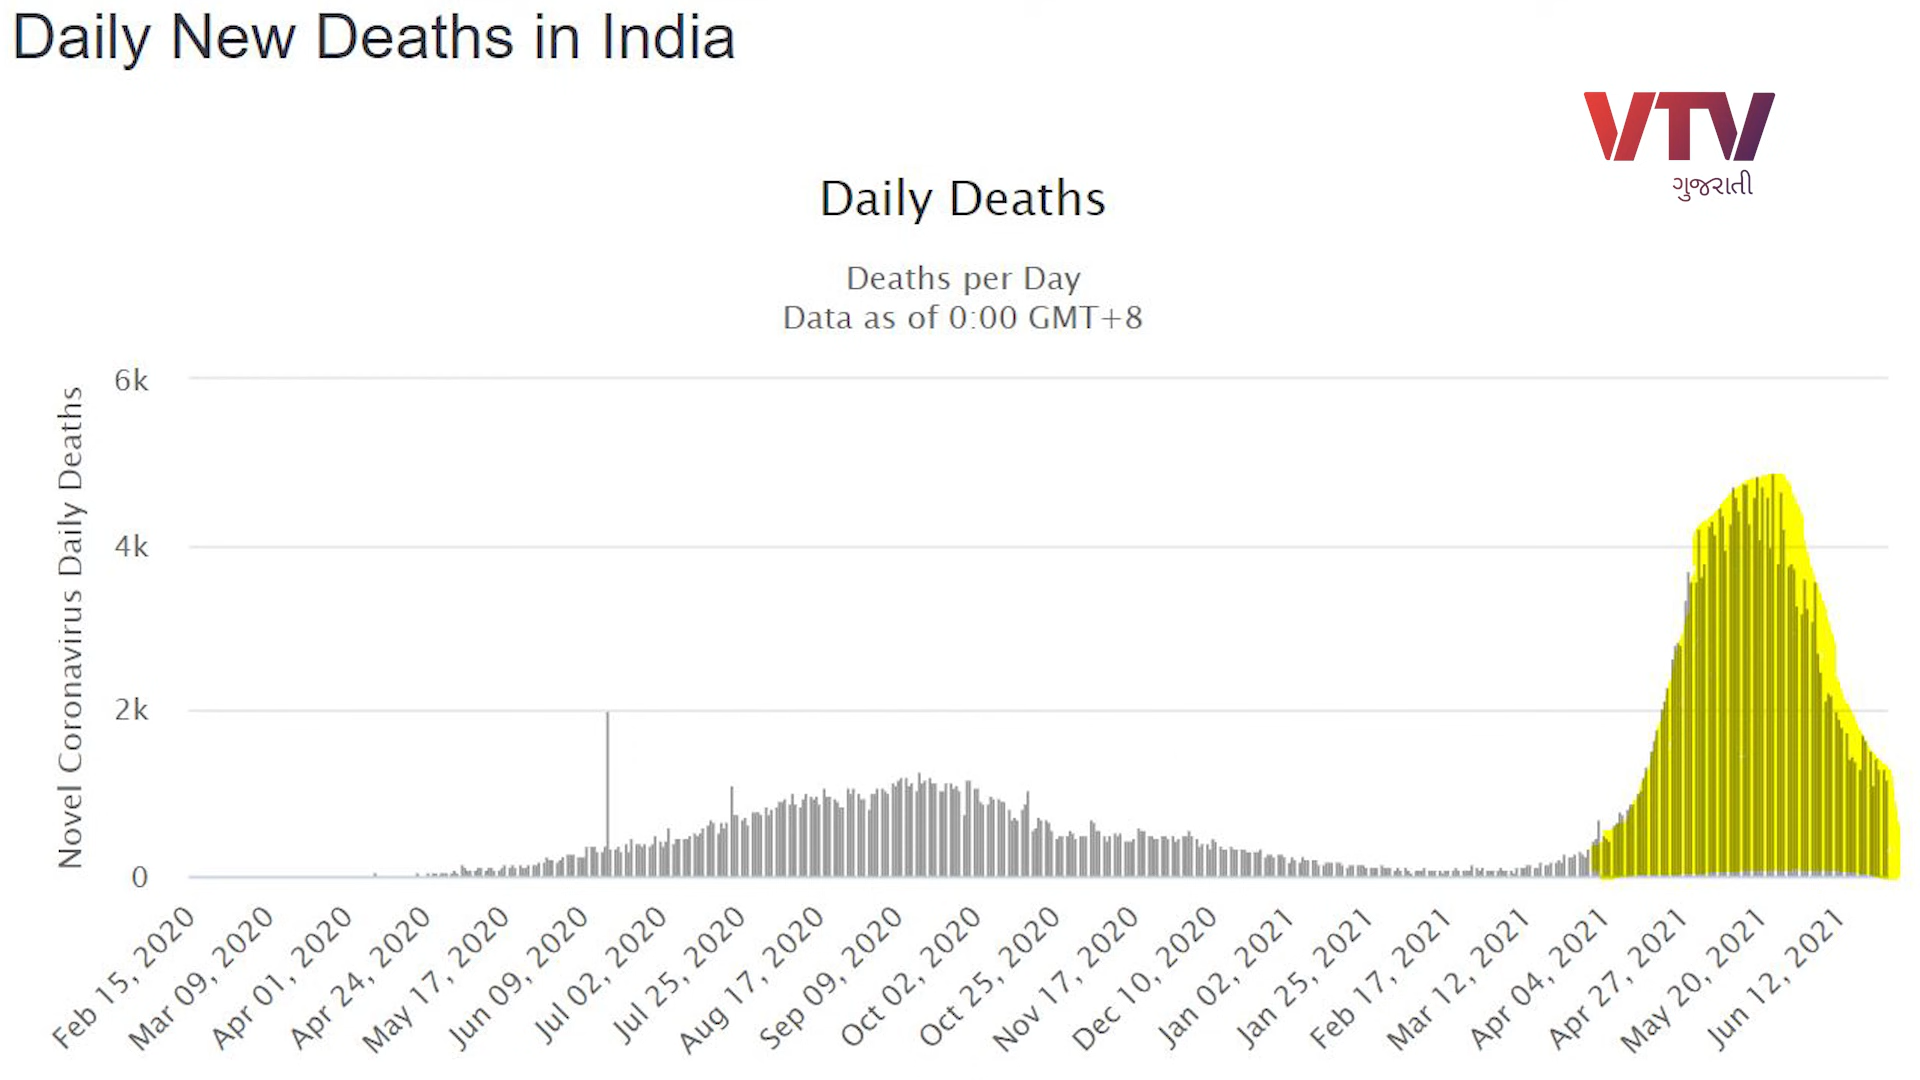 Daily New Deaths in India
VTV
ગુજરાતી
Daily Deaths
Deaths per Day
Data as of 0:00 GMT+8
Novel Coronavirus Daily Deaths
6k
4k
2k
0
Feb 15, 2020
Mar 09, 2020
Apr 01, 2020
Apr 24, 2020
May 17, 2020
Jun 09, 2020
Jul 02, 2020
Jul 25, 2020
Aug 17, 2020
Sep 09, 2020
Oct 02, 2020
Oct 25, 2020
Nov 17, 2020
Dec 10, 2020
Jan 02, 2021
Jan 25, 2021
Feb 17, 2021
Mar 12, 2021
Apr 04, 2021
Apr 27, 2021
May 20, 2021
Jun 12, 2021